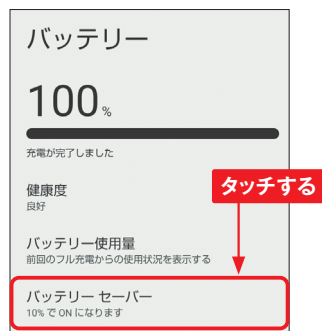 バッテリー
100%
充電が完了しました
健康度
良好
タッチする
バッテリー使用量
前回のフル充電からの使用状況を表示する
バッテリー セーバー
10% で ON になります